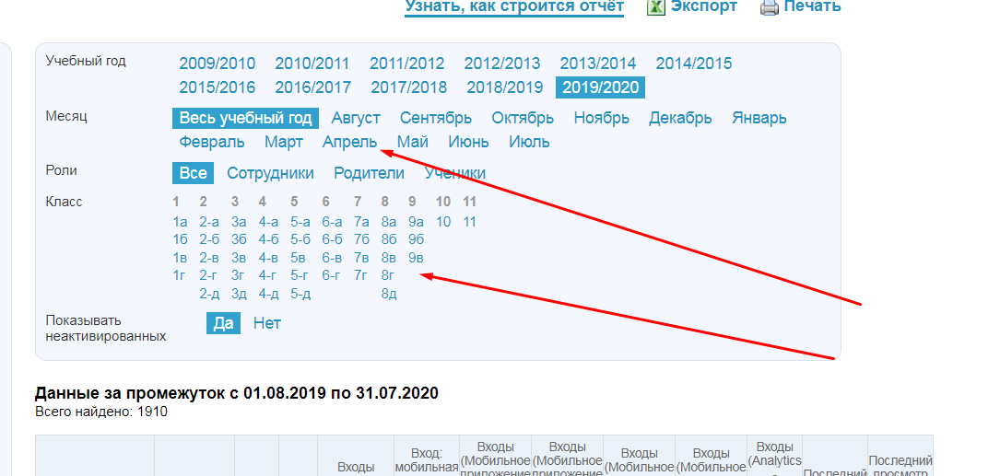 Узнать, как строится отчёт Экспорт Печать
Учебный год 2009/2010 2010/2011 2011/2012 2012/2013 2013/2014 2014/2015
2015/2016 2016/2017 2017/2018 2018/2019 2019/2020
Месяц Весь учебный год Август Сентябрь Октябрь Ноябрь Декабрь Январь
Февраль Март Апрель Май Июнь Июль
Роли Все Сотрудники Родители Ученики
Класс 1 2 3 4 5 6 7 8 9 10 11
1а 2-а 3а 4-а 5-а 6-а 7а 8а 9а 10 11
1б 2-б 3б 4-б 5-б 6-б 7б 8б 9б
1в 2-в 3в 4-в 5в 6-в 7в 8в 9в
1г 2-г 3г 4-г 5-г 6-г 7г 8г
2-д 3д 4-д 5-д 8д
Показывать
неактивированных Да Нет
Данные за промежуток с 01.08.2019 по 31.07.2020
Всего найдено: 1910
Входы Входы Входы
Вход: (Мобильное (Мобильное Входы Входы (Analytics Последний
Входы мобильная приложение приложение (Мобильное (Мобильное Последний просмотр